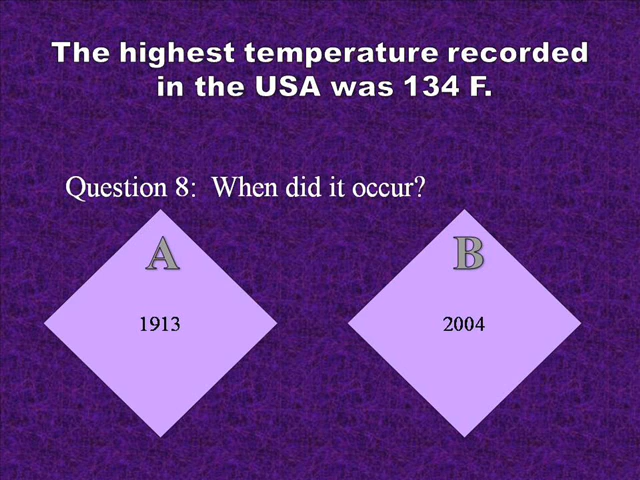 The highest temperature recorded
in the USA was 134 F.
Question 8:  When did it occur?
A
B
1913
2004